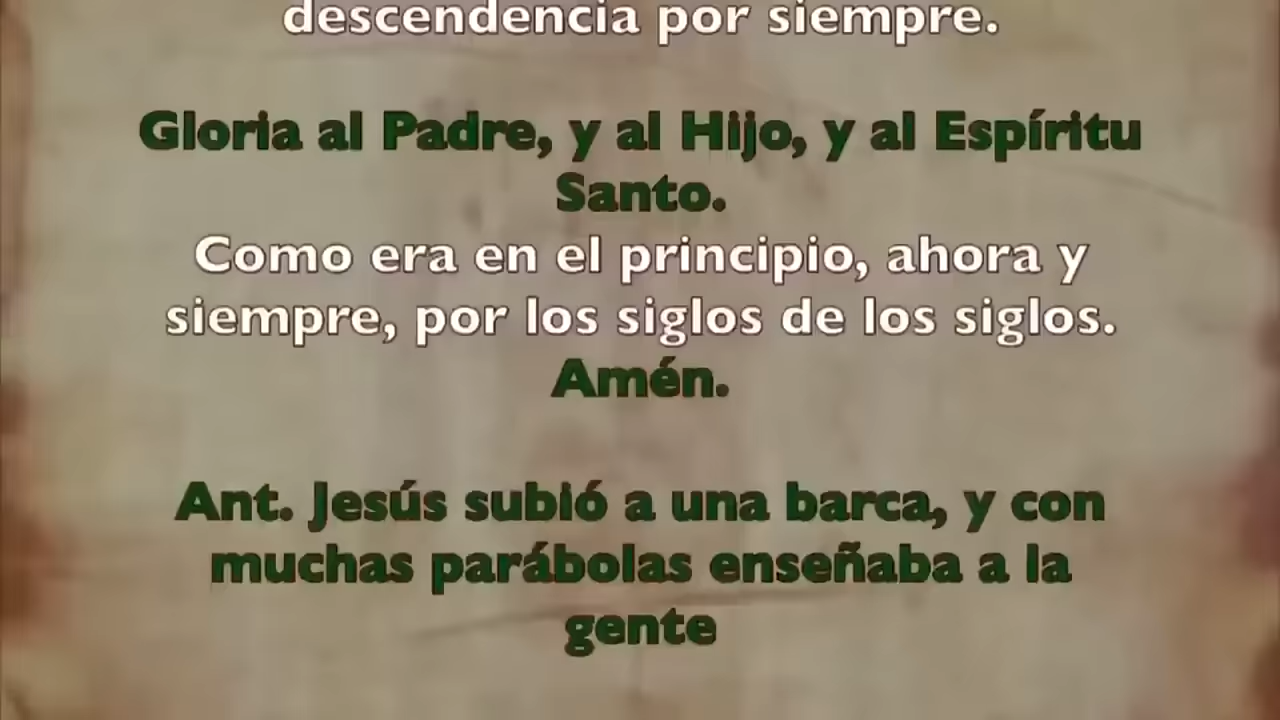 descendencia por siempre.
Gloria al Padre, y al Hijo, y al Espíritu
Santo.
Como era en el principio, ahora y
siempre, por los siglos de los siglos.
Amén.
Ant. Jesús subió a una barca, y con
muchas parábolas enseñaba a la
gente